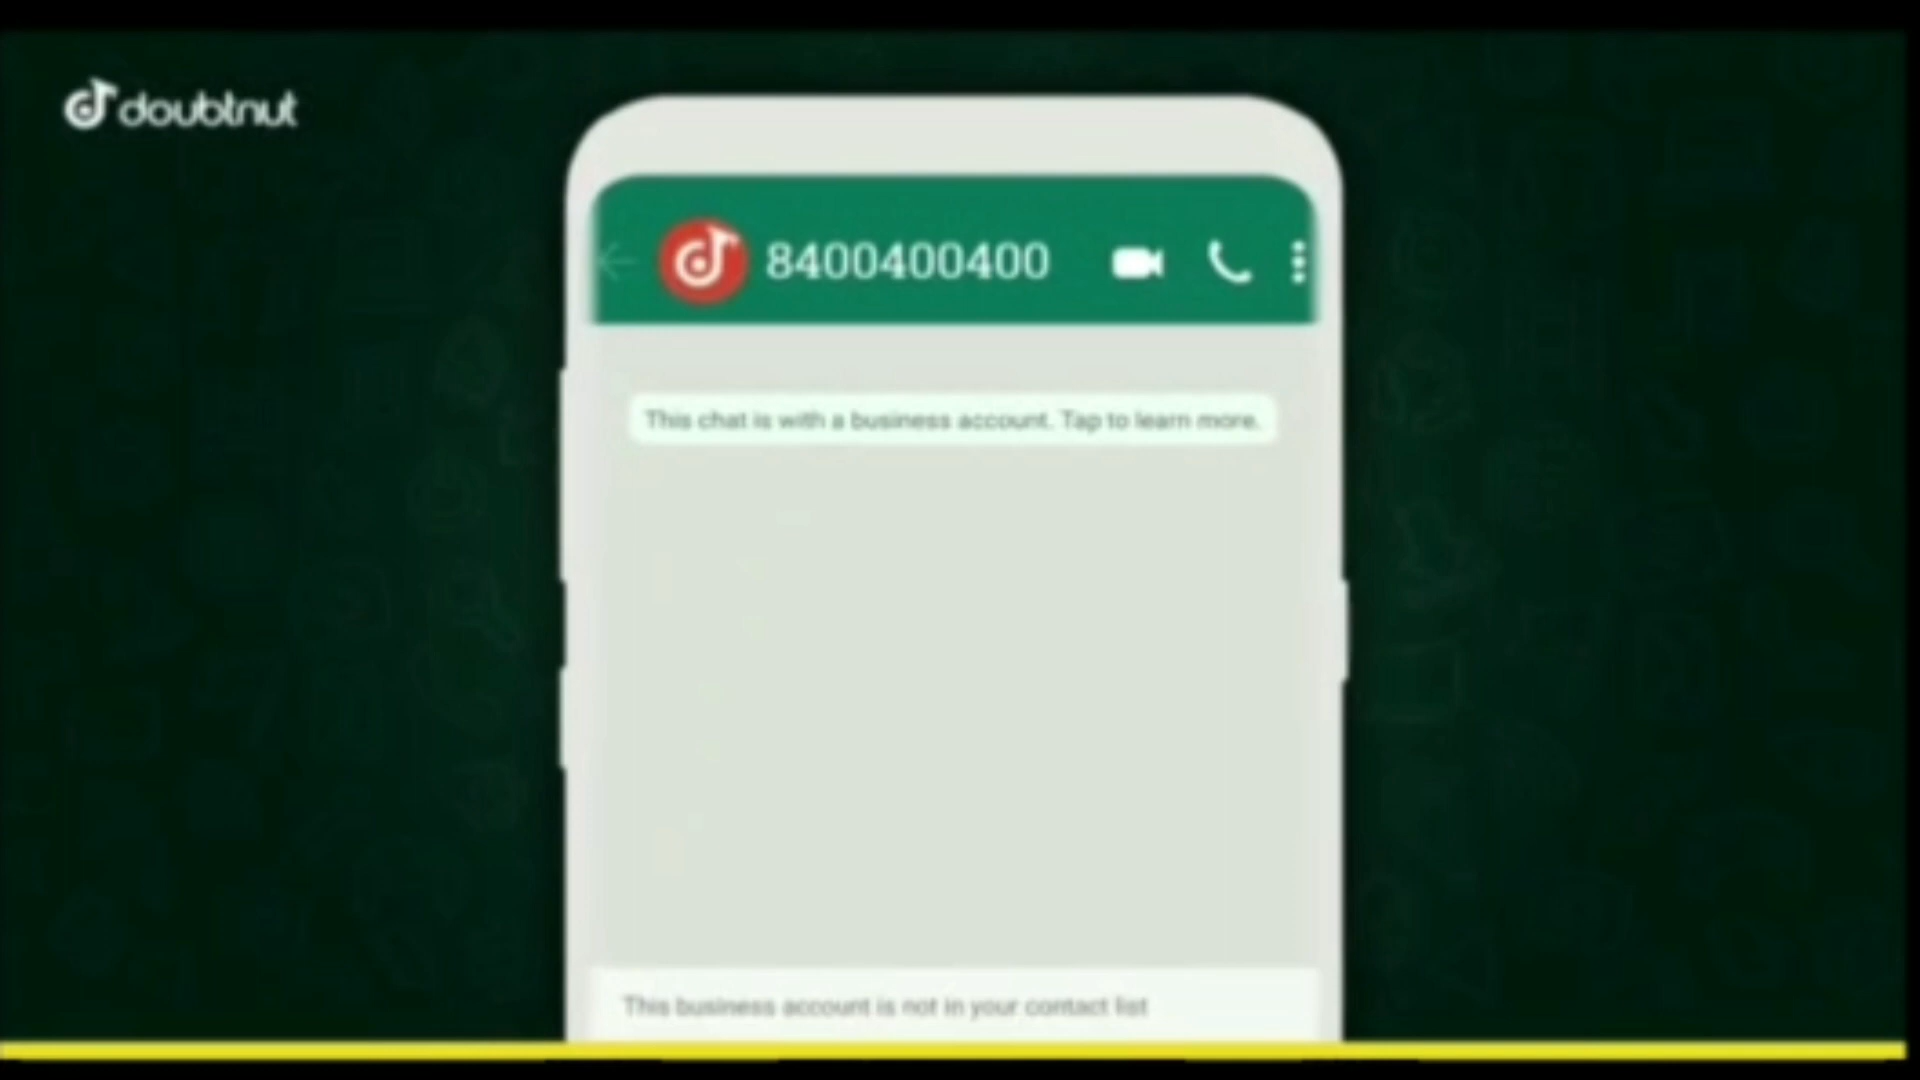 doubtnut
8400400400
This chat is with a business account. Tap to learn more.
This business account is not in your contact list